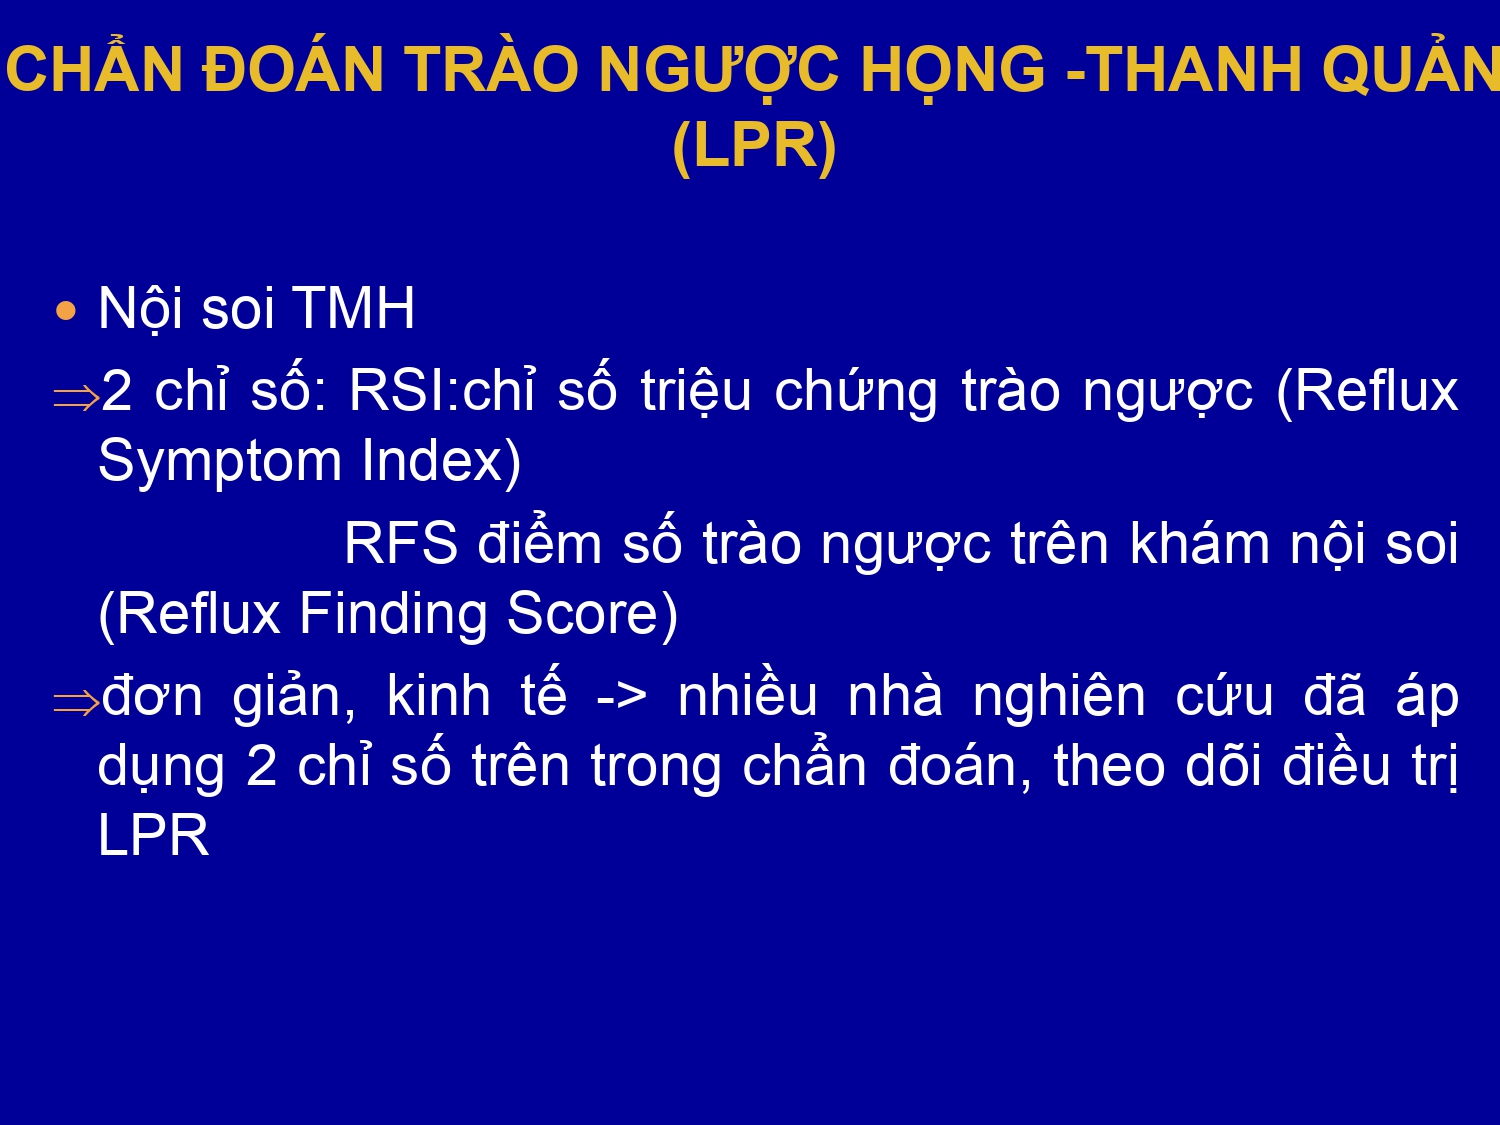 CHẨN ĐOÁN TRÀO NGƯỢC HỌNG -THANH QUẢN
(LPR)
• Nội soi TMH
⇒2 chỉ số: RSI:chỉ số triệu chứng trào ngược (Reflux
Symptom Index)
RFS điểm số trào ngược trên khám nội soi
(Reflux Finding Score)
⇒đơn giản, kinh tế -> nhiều nhà nghiên cứu đã áp
dụng 2 chỉ số trên trong chẩn đoán, theo dõi điều trị
LPR